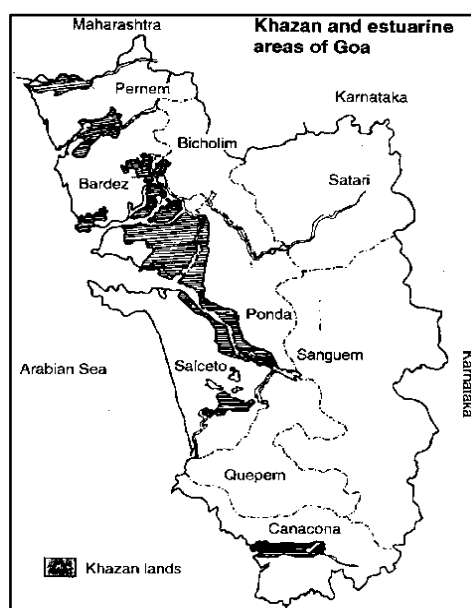 Maharashtra
Khazan and estuarine
areas of Goa
Pernem
Karnataka
Bicholim
Bardez
Satari
Ponda
Arabian Sea
Salceto
Sanguem
Karnataka
Quepem
Canacona
Khazan lands